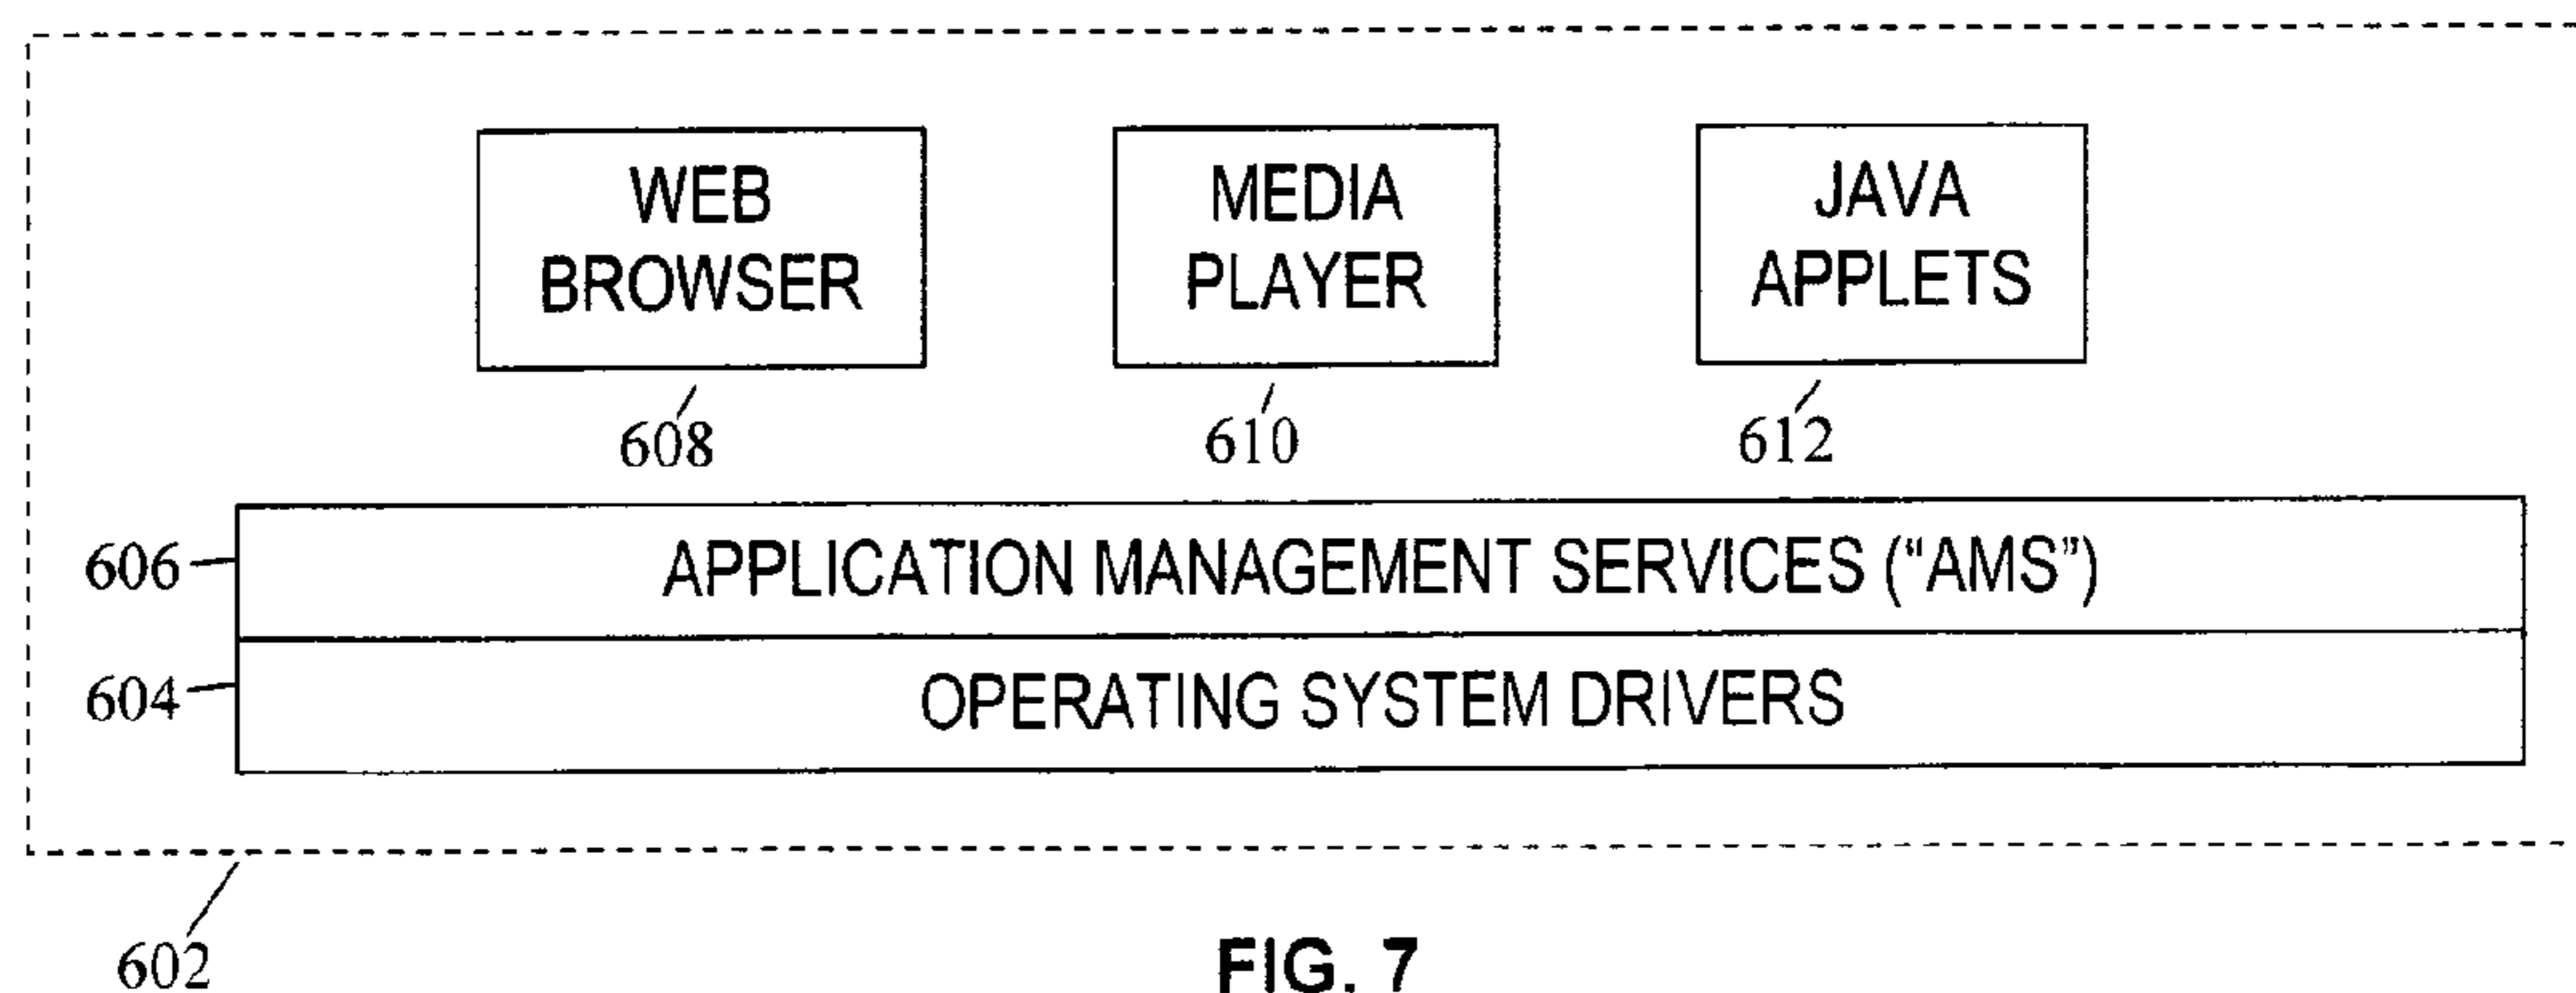 WEB
BROWSER
MEDIA
PLAYER
JAVA
APPLETS
608
610
612
606
APPLICATION MANAGEMENT SERVICES (“AMS”)
604
OPERATING SYSTEM DRIVERS
602
FIG. 7